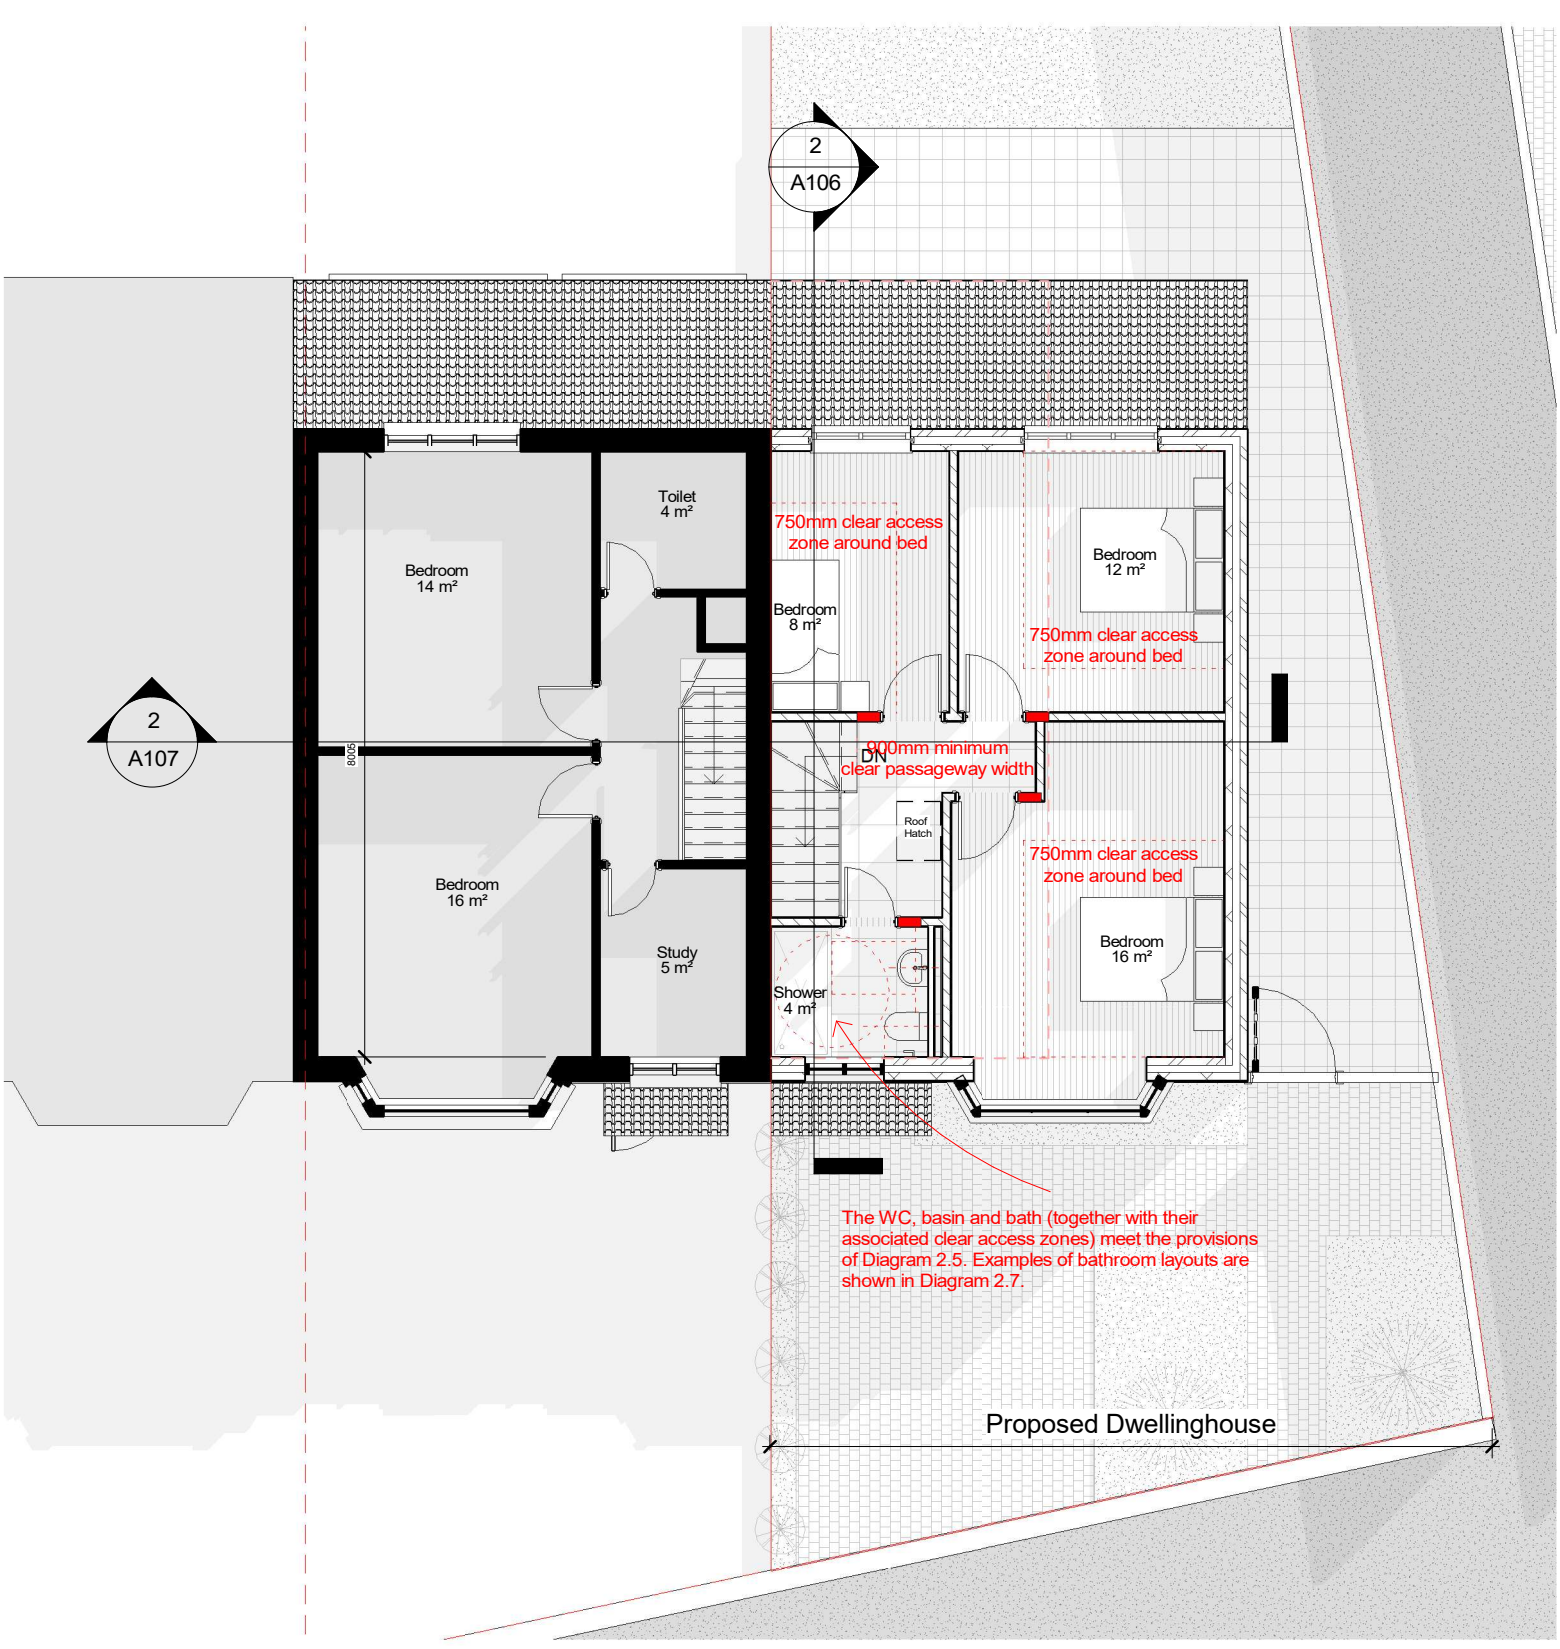 2
A106
Toilet
4 m²
Bedroom
14 m²
750mm clear access
zone around bed
Bedroom
12 m²
Bedroom
8 m²
750mm clear access
zone around bed
2
A107
8005
900mm minimum
DN
clear passageway width
Roof
Hatch
750mm clear access
zone around bed
Bedroom
16 m²
Study
5 m²
Bedroom
16 m²
Shower
4 m²
The WC, basin and bath (together with their
associated clear access zones) meet the provisions
of Diagram 2.5. Examples of bathroom layouts are
shown in Diagram 2.7.
Proposed Dwellinghouse